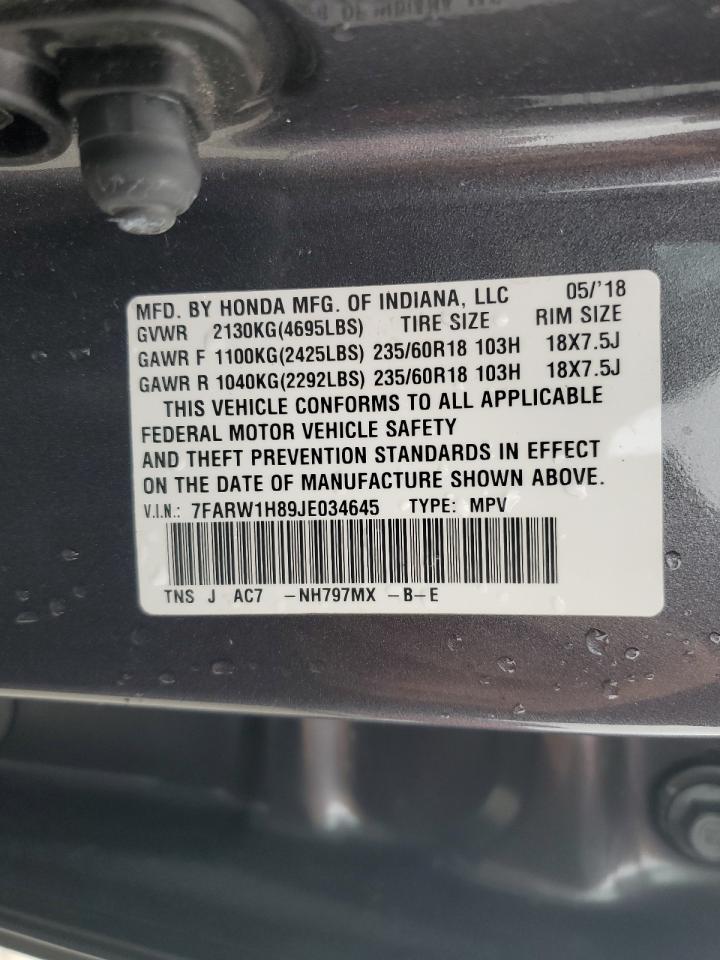 OF INDIANA
MFD. BY HONDA MFG. OF INDIANA, LLC 05/'18
GVWR 2130KG(4695LBS) TIRE SIZE RIM SIZE
GAWR F 1100KG(2425LBS) 235/60R18 103H 18X7.5J
GAWR R 1040KG(2292LBS) 235/60R18 103H 18X7.5J
THIS VEHICLE CONFORMS TO ALL APPLICABLE
FEDERAL MOTOR VEHICLE SAFETY
AND THEFT PREVENTION STANDARDS IN EFFECT
ON THE DATE OF MANUFACTURE SHOWN ABOVE.
V.I.N.: 7FARW1H89JE034645 TYPE: MPV
TNS J AC7 -NH797MX -B-E